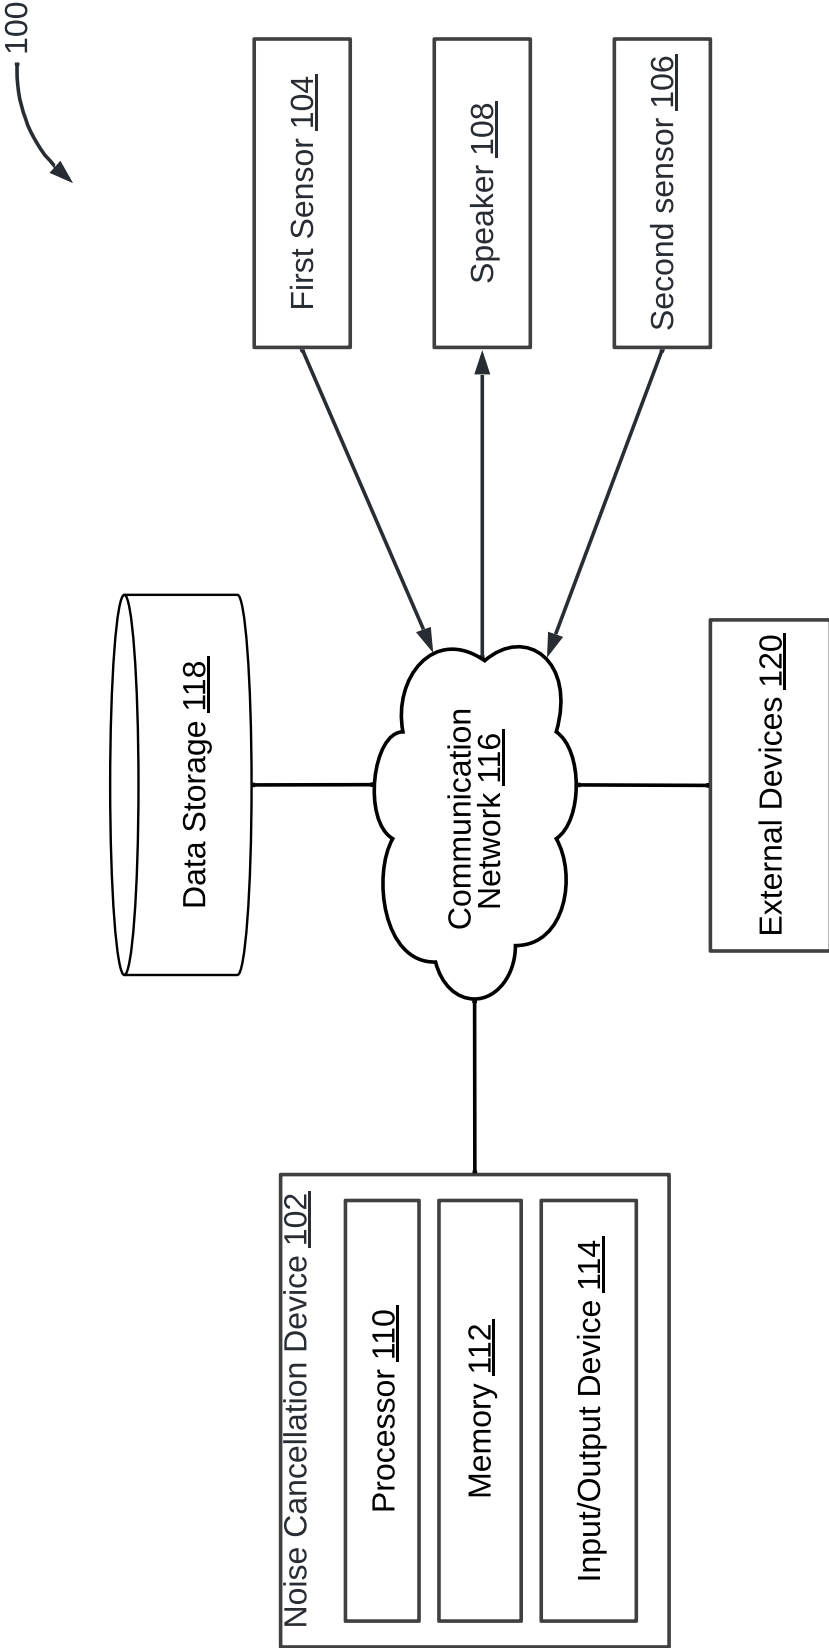 100
Noise Cancellation Device 102
Processor 110
Memory 112
Input/Output Device 114
Data Storage 118
Communication
Network 116
External Devices 120
First Sensor 104
Speaker 108
Second sensor 106